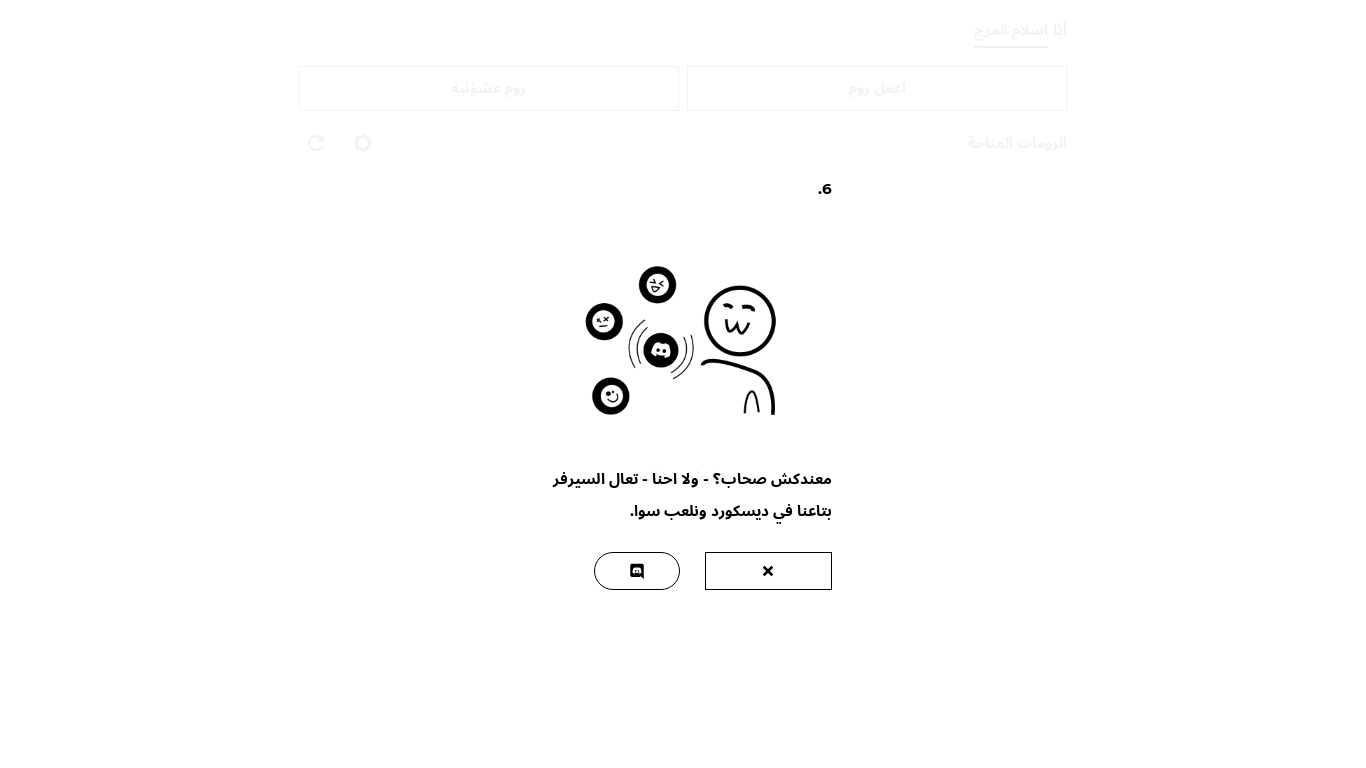 أنا اسلام المرج
اعمل روم
روم عشوئية
الرومات المتاحة
6.
معندكش صحاب؟ - ولا احنا - تعال السيرفر
بتاعنا في ديسكورد ونلعب سوا.